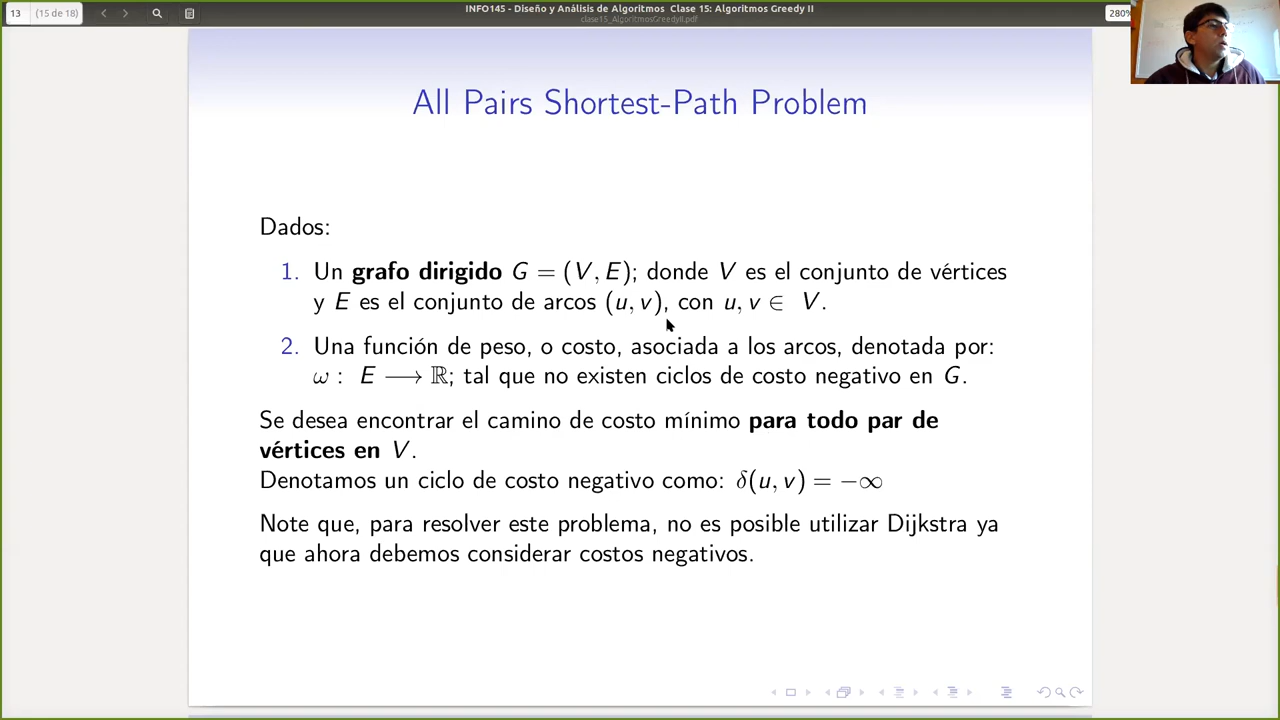 13
(15 de 18)
INFO145 - Diseño y Análisis de Algoritmos  Clase 15: Algoritmos Greedy II
clase15_AlgoritmosGreedyII.pdf
280%
All Pairs Shortest-Path Problem
Dados:
1. Un grafo dirigido G = (V, E); donde V es el conjunto de vértices
y E es el conjunto de arcos (u, v), con u, v ∈ V.
2. Una función de peso, o costo, asociada a los arcos, denotada por:
ω : E ⟶ ℝ; tal que no existen ciclos de costo negativo en G.
Se desea encontrar el camino de costo mínimo para todo par de
vértices en V.
Denotamos un ciclo de costo negativo como: δ(u, v) = −∞
Note que, para resolver este problema, no es posible utilizar Dijkstra ya
que ahora debemos considerar costos negativos.